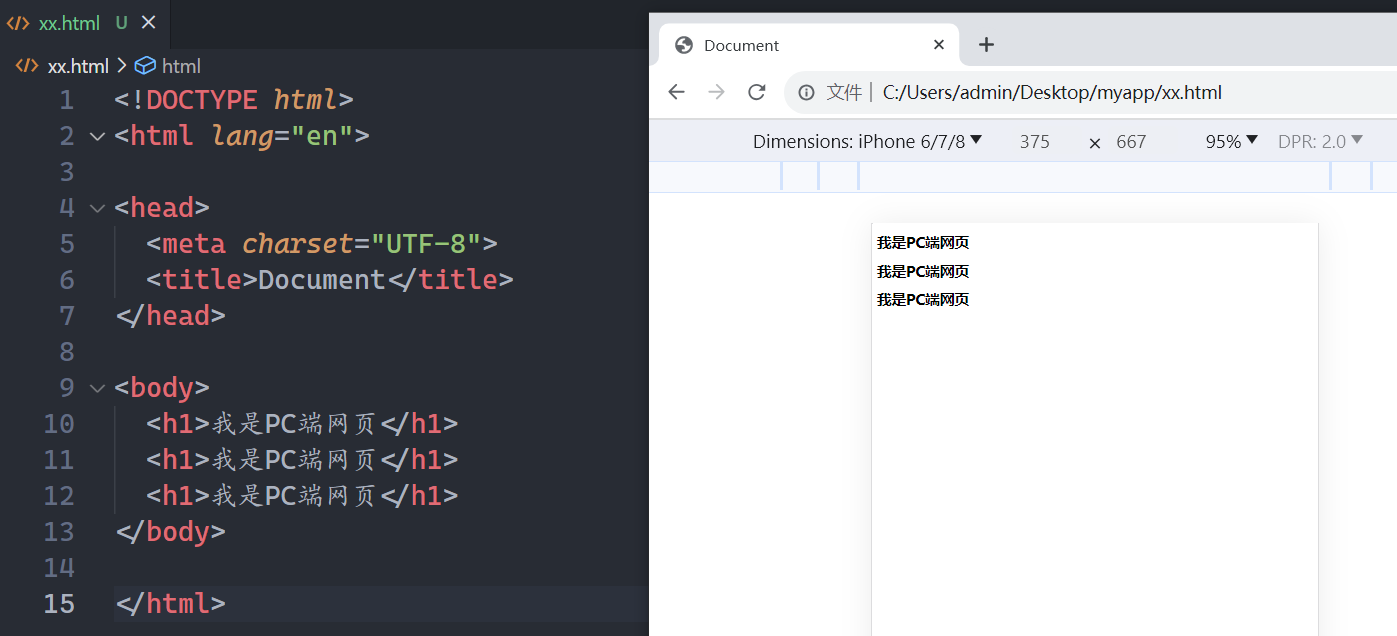 xx.html U
xx.html > html
1 <!DOCTYPE html>
2 <html lang="en">
3
4 <head>
5 <meta charset="UTF-8">
6 <title>Document</title>
7 </head>
8
9 <body>
10 <h1>我是PC端网页</h1>
11 <h1>我是PC端网页</h1>
12 <h1>我是PC端网页</h1>
13 </body>
14
15 </html>
Document
文件 | C:/Users/admin/Desktop/myapp/xx.html
Dimensions: iPhone 6/7/8 375 × 667 95% DPR: 2.0
我是PC端网页
我是PC端网页
我是PC端网页